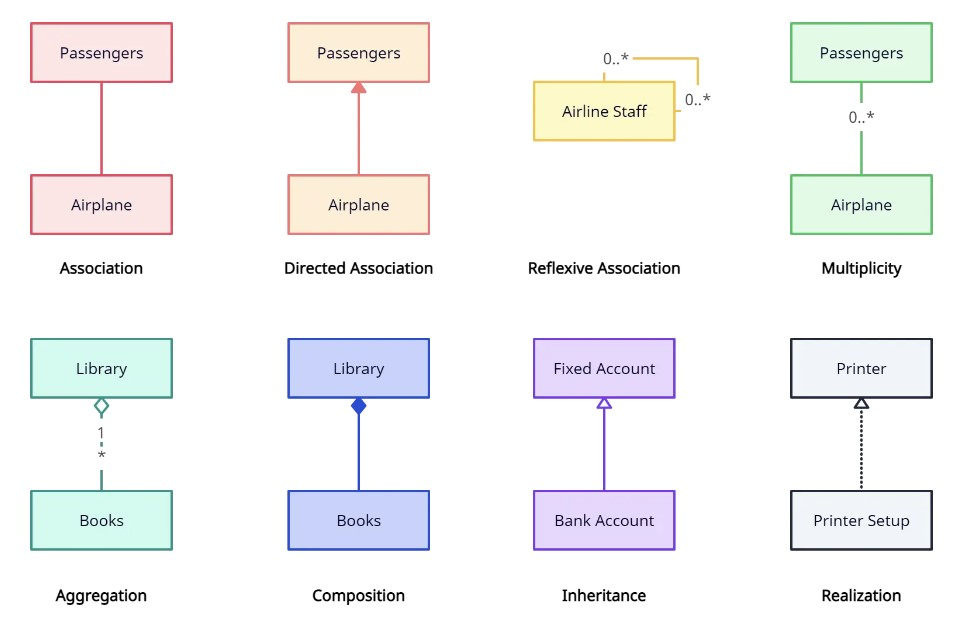 Passengers
Airplane
Association
Passengers
Airplane
Directed Association
0..*
0..*
Airline Staff
Reflexive Association
Passengers
0..*
Airplane
Multiplicity
Library
1
*
Books
Aggregation
Library
Books
Composition
Fixed Account
Bank Account
Inheritance
Printer
Printer Setup
Realization